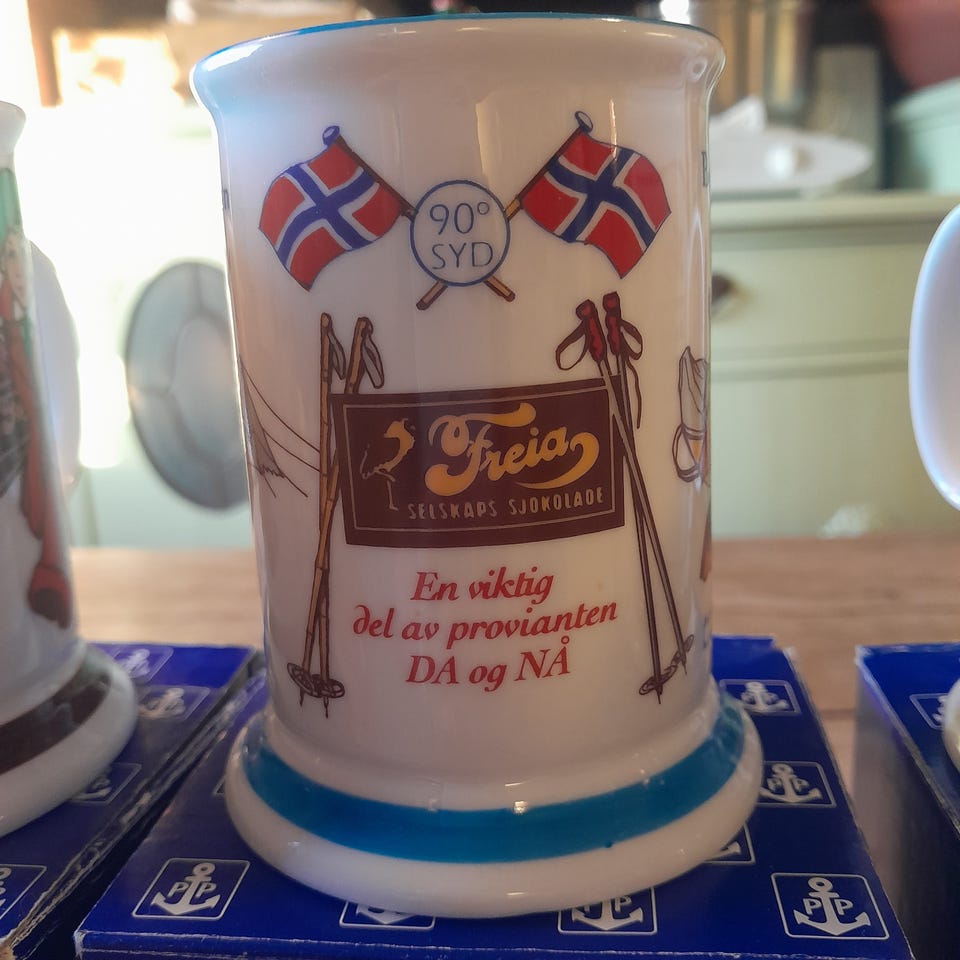 90°
SYD
Freia
SELSKAPS SJOKOLADE
En viktig
del av provianten
DA og NÅ
P P
P P
P P